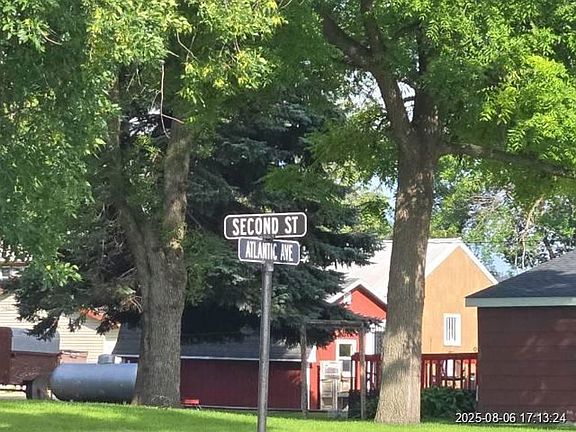 SECOND ST
ATLANTIC AVE
2025-08-06 17:13:24